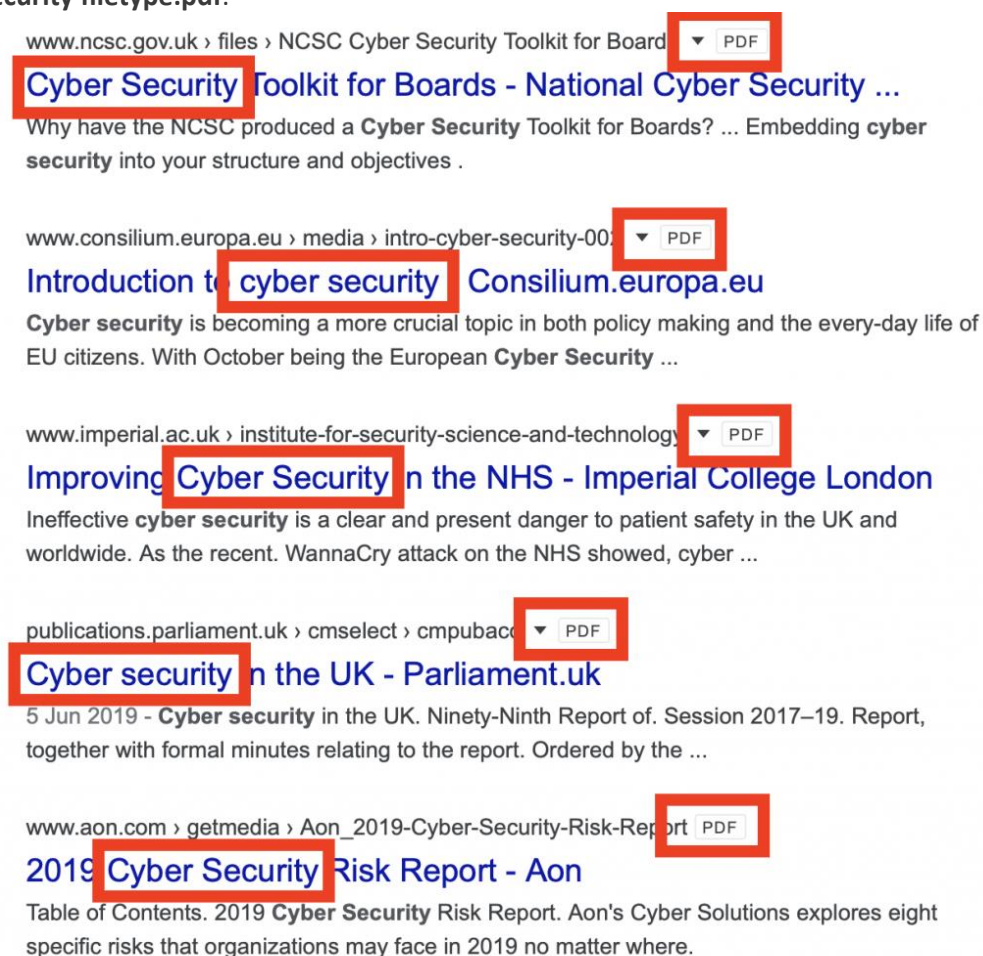 ecurity filetype.pdf.
www.ncsc.gov.uk › files › NCSC Cyber Security Toolkit for Board ▼ PDF
Cyber Security Toolkit for Boards - National Cyber Security ...
Why have the NCSC produced a Cyber Security Toolkit for Boards? ... Embedding cyber
security into your structure and objectives .
www.consilium.europa.eu › media › intro-cyber-security-002 ▼ PDF
Introduction to cyber security Consilium.europa.eu
Cyber security is becoming a more crucial topic in both policy making and the every-day life of
EU citizens. With October being the European Cyber Security ...
www.imperial.ac.uk › institute-for-security-science-and-technology ▼ PDF
Improving Cyber Security in the NHS - Imperial College London
Ineffective cyber security is a clear and present danger to patient safety in the UK and
worldwide. As the recent. WannaCry attack on the NHS showed, cyber ...
publications.parliament.uk › cmselect › cmpubacc ▼ PDF
Cyber security in the UK - Parliament.uk
5 Jun 2019 - Cyber security in the UK. Ninety-Ninth Report of. Session 2017–19. Report,
together with formal minutes relating to the report. Ordered by the ...
www.aon.com › getmedia › Aon_2019-Cyber-Security-Risk-Report PDF
2019 Cyber Security Risk Report - Aon
Table of Contents. 2019 Cyber Security Risk Report. Aon's Cyber Solutions explores eight
specific risks that organizations may face in 2019 no matter where.